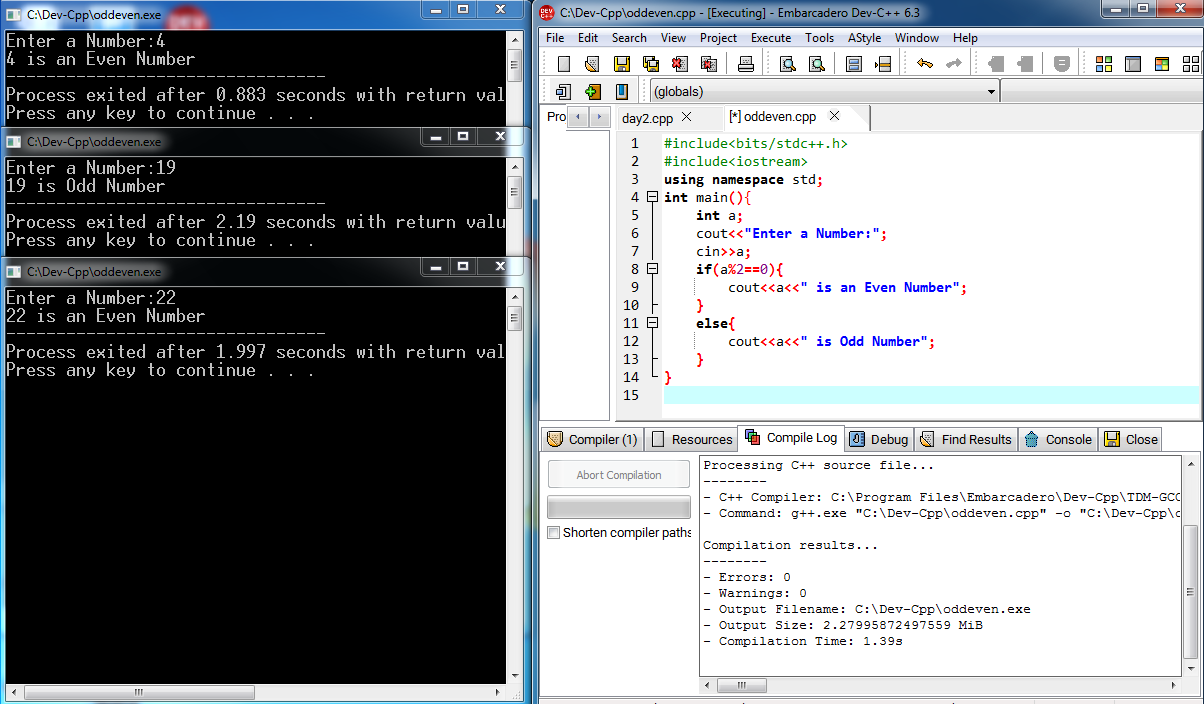 C:\Dev-Cpp\oddeven.exe
Enter a Number:4
4 is an Even Number
--------------------------------
Process exited after 0.883 seconds with return val
Press any key to continue . . .
C:\Dev-Cpp\oddeven.exe
Enter a Number:19
19 is Odd Number
--------------------------------
Process exited after 2.19 seconds with return valu
Press any key to continue . . .
C:\Dev-Cpp\oddeven.exe
Enter a Number:22
22 is an Even Number
--------------------------------
Process exited after 1.997 seconds with return val
Press any key to continue . . .
C:\Dev-Cpp\oddeven.cpp - [Executing] - Embarcadero Dev-C++ 6.3
File Edit Search View Project Execute Tools AStyle Window Help
(globals)
Pro
day2.cpp [*] oddeven.cpp
1 #include<bits/stdc++.h>
2 #include<iostream>
3 using namespace std;
4 int main(){
5 int a;
6 cout<<"Enter a Number:";
7 cin>>a;
8 if(a%2==0){
9 cout<<a<<" is an Even Number";
10 }
11 else{
12 cout<<a<<" is Odd Number";
13 }
14 }
15
Compiler (1) Resources Compile Log Debug Find Results Console Close
Abort Compilation
Shorten compiler paths
Processing C++ source file...
--------
- C++ Compiler: C:\Program Files\Embarcadero\Dev-Cpp\TDM-GCC
- Command: g++.exe "C:\Dev-Cpp\oddeven.cpp" -o "C:\Dev-Cpp\o
Compilation results...
--------
- Errors: 0
- Warnings: 0
- Output Filename: C:\Dev-Cpp\oddeven.exe
- Output Size: 2.27995872497559 MiB
- Compilation Time: 1.39s